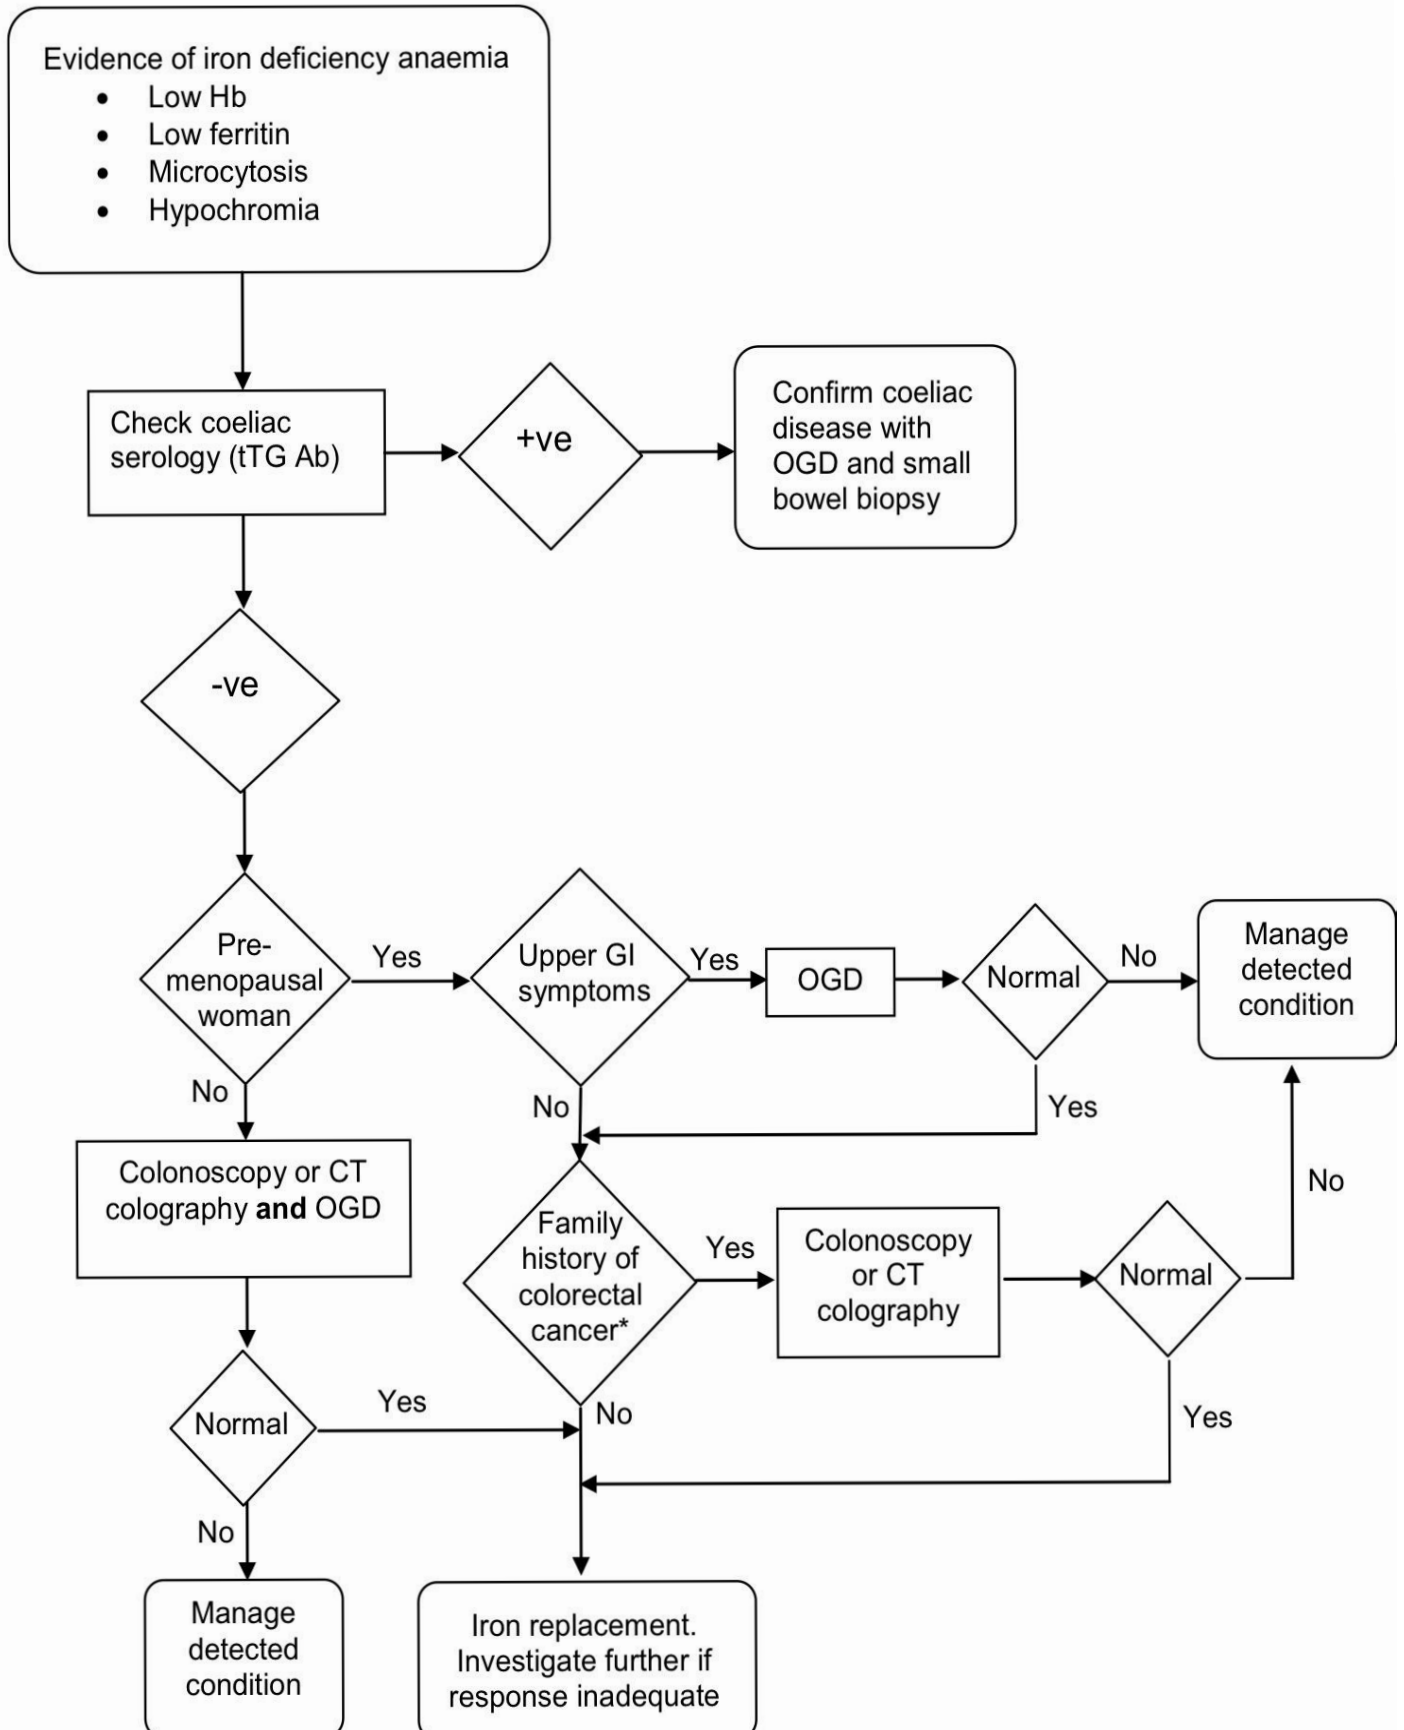 Evidence of iron deficiency anaemia
• Low Hb
• Low ferritin
• Microcytosis
• Hypochromia
Check coeliac
serology (tTG Ab)
+ve
Confirm coeliac
disease with
OGD and small
bowel biopsy
-ve
Pre-
menopausal
woman
Yes
Upper GI
symptoms
Yes
OGD
Normal
No
Manage
detected
condition
No
No
Yes
Colonoscopy or CT
colography and OGD
Family
history of
colorectal
cancer*
Yes
Colonoscopy
or CT
colography
Normal
No
Normal
Yes
No
Yes
No
Manage
detected
condition
Iron replacement.
Investigate further if
response inadequate